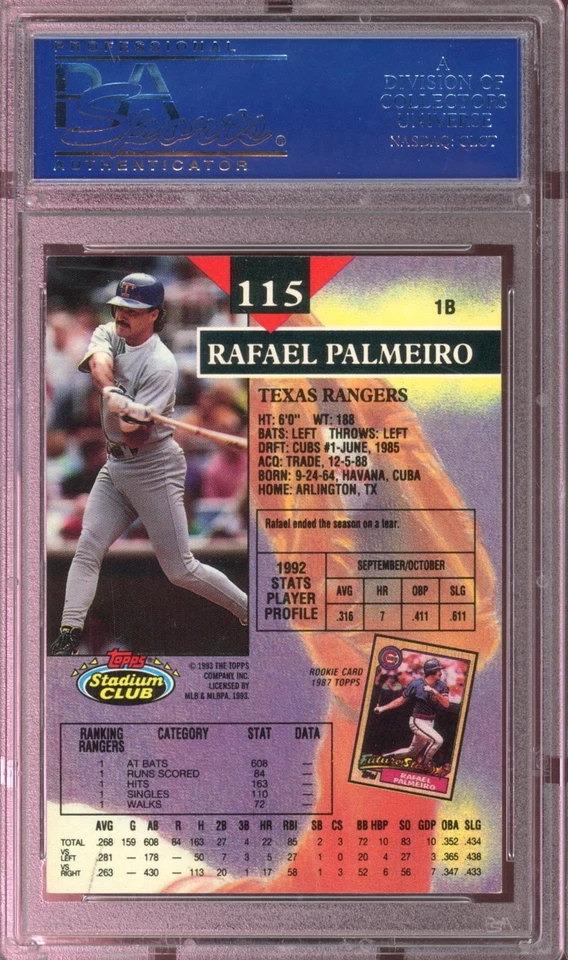 PROFESSIONAL
PSA
Sports®
AUTHENTICATOR
A
DIVISION OF
COLLECTORS
UNIVERSE
NASDAQ: CLCT
115
1B
RAFAEL PALMEIRO
TEXAS RANGERS
HT: 6'0" WT: 188
BATS: LEFT THROWS: LEFT
DRFT: CUBS #1-JUNE, 1985
ACQ: TRADE, 12-5-88
BORN: 9-24-64, HAVANA, CUBA
HOME: ARLINGTON, TX
Rafael ended the season on a tear.
1992 STATS PLAYER PROFILE
SEPTEMBER/OCTOBER
AVG HR OBP SLG
.316 7 .411 .611
Topps
Stadium
CLUB
© 1993 THE TOPPS
COMPANY, INC.
LICENSED BY
MLB & MLBPA, 1993.
ROOKIE CARD
1987 TOPPS
CUBS
Future Stars
Topps
RAFAEL
PALMEIRO
RANKING RANGERS CATEGORY STAT DATA
1 AT BATS 608 —
1 RUNS SCORED 84 —
1 HITS 163 —
1 SINGLES 110 —
1 WALKS 72 —
AVG G AB R H 2B 3B HR RBI SB CS BB HBP SO GDP OBA SLG
TOTAL .268 159 608 84 163 27 4 22 85 2 3 72 10 83 10 .352 .434
VS. LEFT .281 — 178 — 50 7 3 5 27 1 0 20 4 27 3 .365 .438
VS. RIGHT .263 — 430 — 113 20 1 17 58 1 3 52 6 56 7 .347 .433
PSA